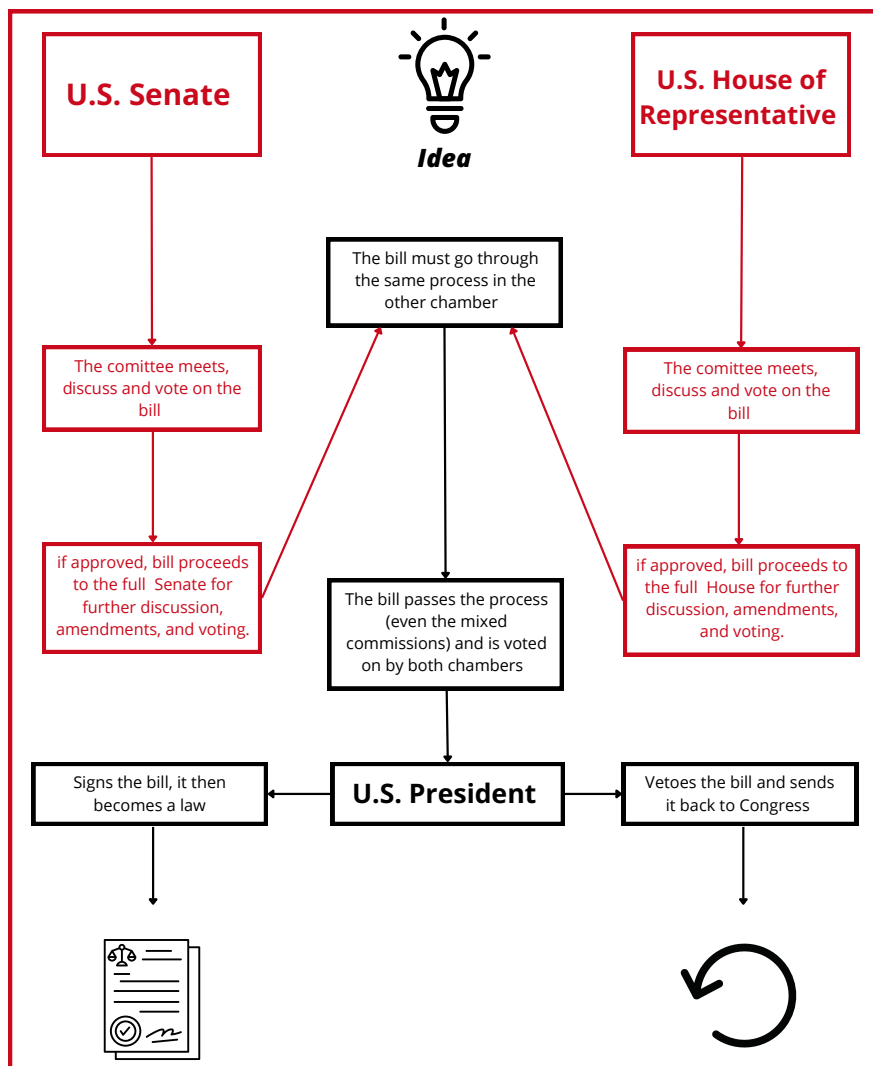 U.S. Senate
Idea
U.S. House of
Representative
The bill must go through
the same process in the
other chamber
The comittee meets,
discuss and vote on the
bill
The comittee meets,
discuss and vote on the
bill
if approved, bill proceeds
to the full Senate for
further discussion,
amendments, and voting.
if approved, bill proceeds to
the full House for further
discussion, amendments,
and voting.
The bill passes the process
(even the mixed
commissions) and is voted
on by both chambers
Signs the bill, it then
becomes a law
U.S. President
Vetoes the bill and sends
it back to Congress